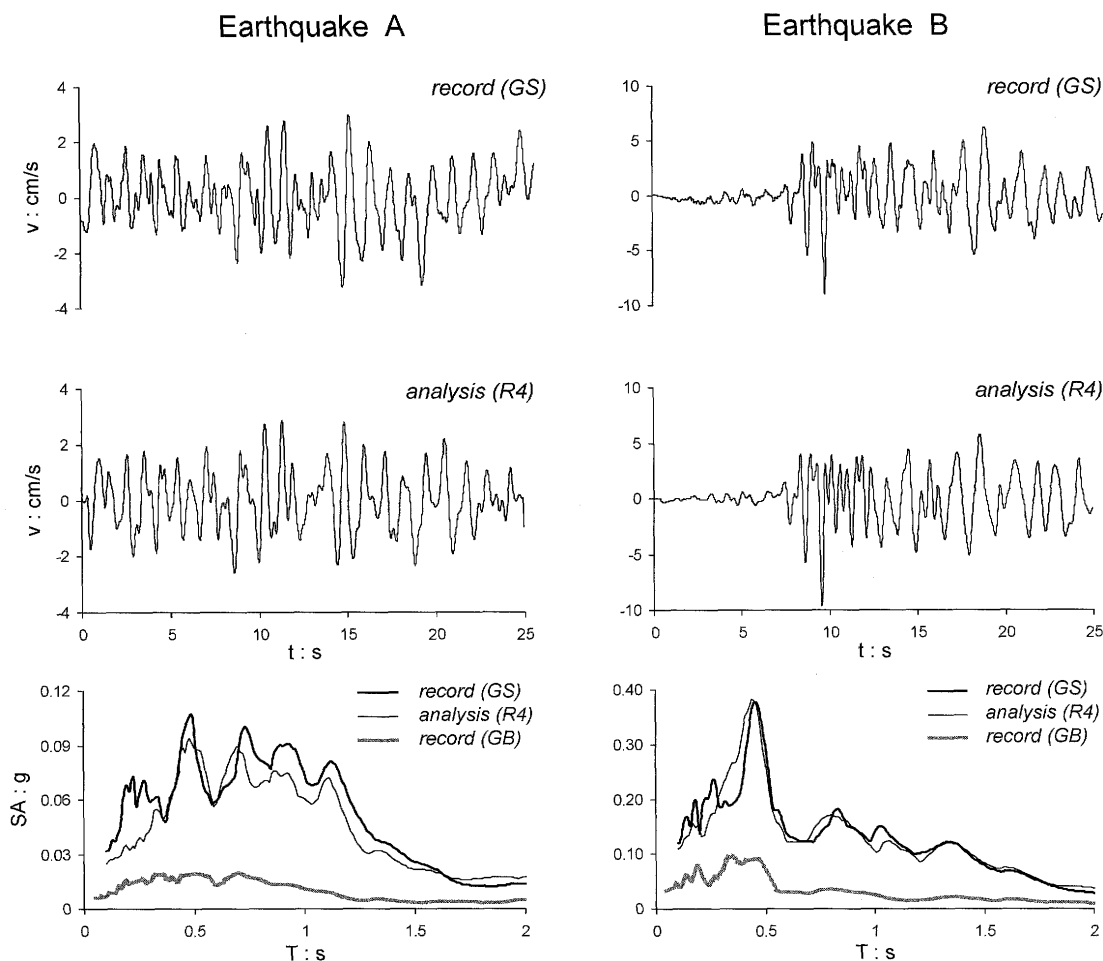 Earthquake A
Earthquake B
record (GS)
4
2
0
-2
-4
v : cm/s
record (GS)
10
5
0
-5
-10
analysis (R4)
4
2
0
-2
-4
v : cm/s
0 5 10 15 20 25
t : s
analysis (R4)
10
5
0
-5
-10
0 5 10 15 20 25
t : s
0.12
0.09
0.06
0.03
0
SA : g
record (GS)
analysis (R4)
record (GB)
0 0.5 1 1.5 2
T : s
0.40
0.30
0.20
0.10
0
record (GS)
analysis (R4)
record (GB)
0 0.5 1 1.5 2
T : s